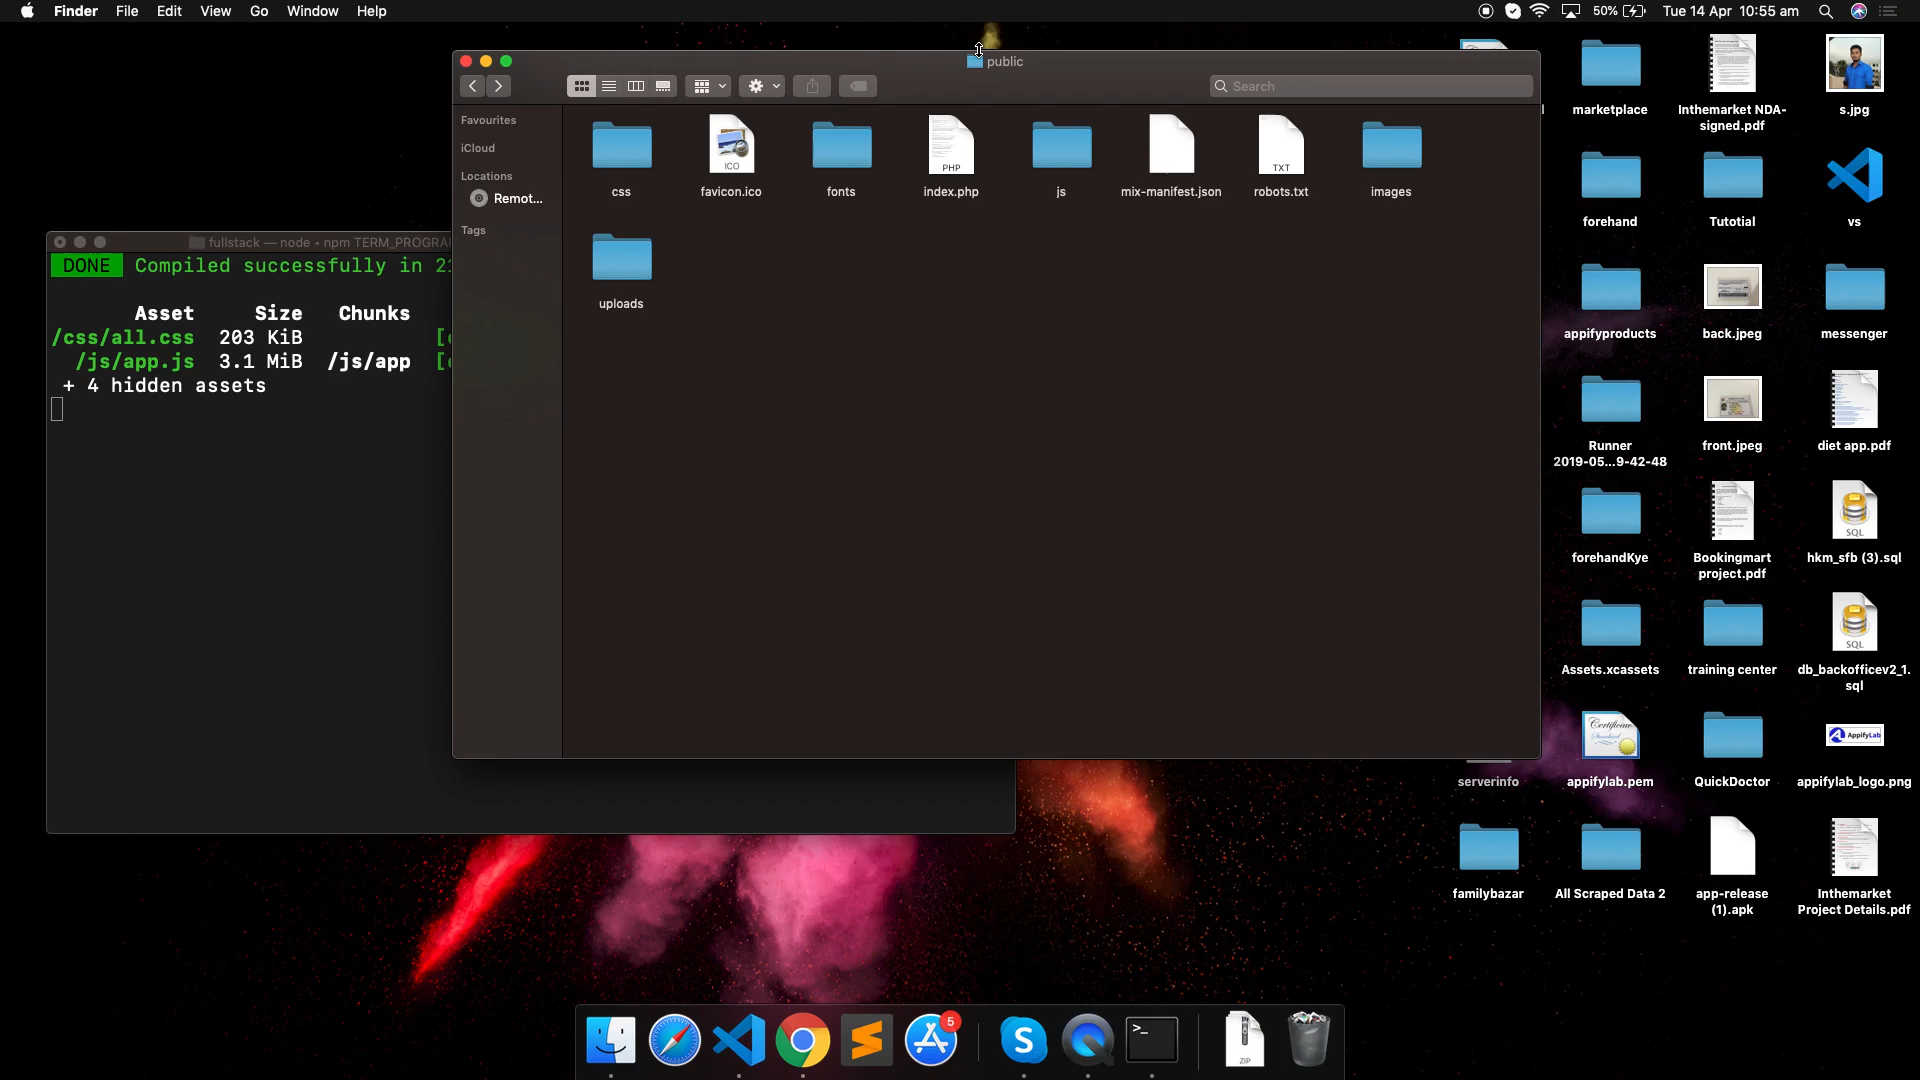 Finder File Edit View Go Window Help
50% Tue 14 Apr 10:55 am
public
Search
Favourites
iCloud
Locations
Remot...
Tags
css
favicon.ico
ICO
fonts
index.php
PHP
js
mix-manifest.json
robots.txt
TXT
images
uploads
fullstack — node ◂ npm TERM_PROGRA
DONE Compiled successfully in 2
Asset Size Chunks
/css/all.css 203 KiB [
/js/app.js 3.1 MiB /js/app [
+ 4 hidden assets
marketplace
Inthemarket NDA-
signed.pdf
s.jpg
forehand
Tutotial
vs
appifyproducts
back.jpeg
messenger
Runner
2019-05...9-42-48
front.jpeg
diet app.pdf
forehandKye
Bookingmart
project.pdf
SQL
hkm_sfb (3).sql
Assets.xcassets
training center
SQL
db_backofficev2_1.
sql
serverinfo
Certificate
Standard
appifylab.pem
QuickDoctor
AppifyLab
appifylab_logo.png
familybazar
All Scraped Data 2
app-release
(1).apk
Inthemarket
Project Details.pdf
5
ZIP